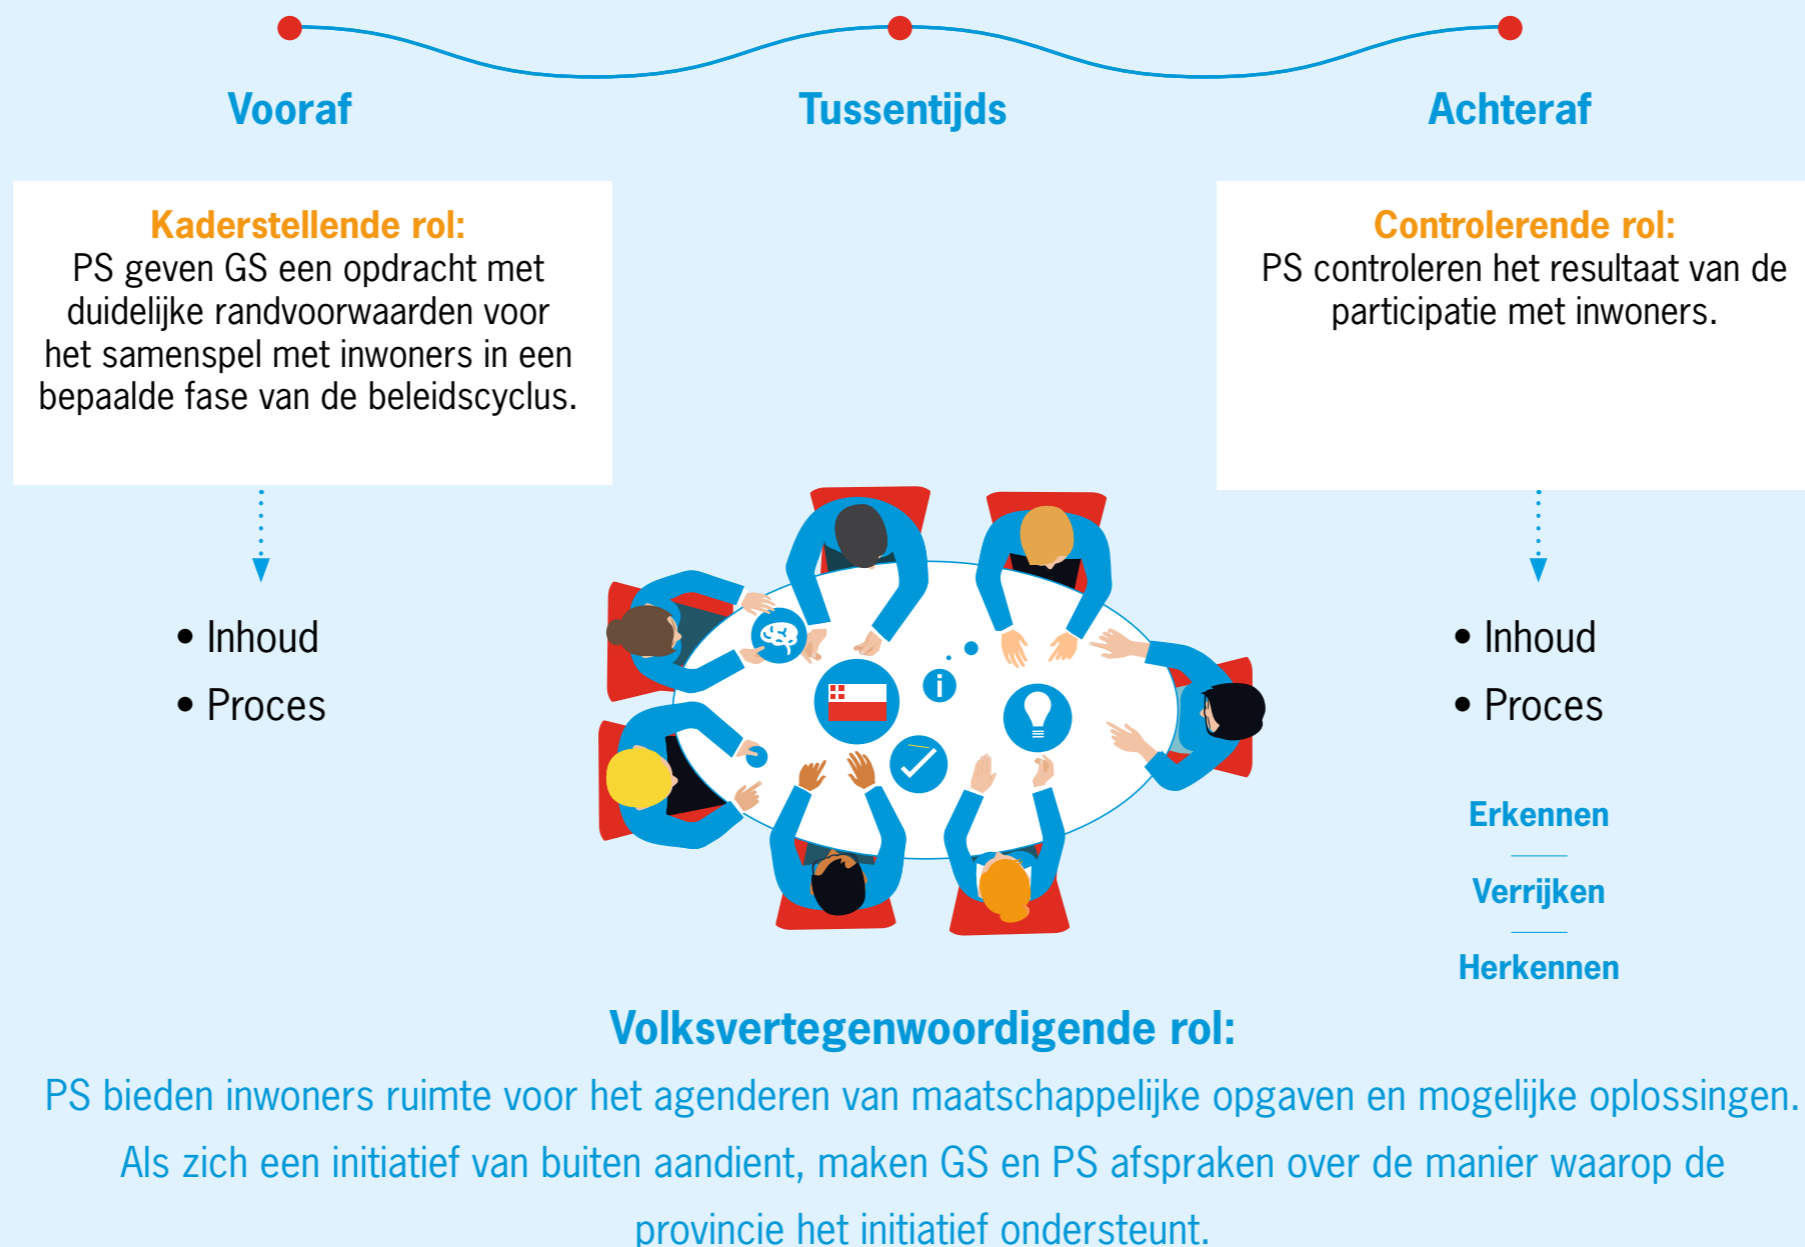 Vooraf
Tussentijds
Achteraf
Kaderstellende rol:
PS geven GS een opdracht met
duidelijke randvoorwaarden voor
het samenspel met inwoners in een
bepaalde fase van de beleidscyclus.
Controlerende rol:
PS controleren het resultaat van de
participatie met inwoners.
• Inhoud
• Proces
i
• Inhoud
• Proces
Erkennen
Verrijken
Herkennen
Volksvertegenwoordigende rol:
PS bieden inwoners ruimte voor het agenderen van maatschappelijke opgaven en mogelijke oplossingen.
Als zich een initiatief van buiten aandient, maken GS en PS afspraken over de manier waarop de
provincie het initiatief ondersteunt.